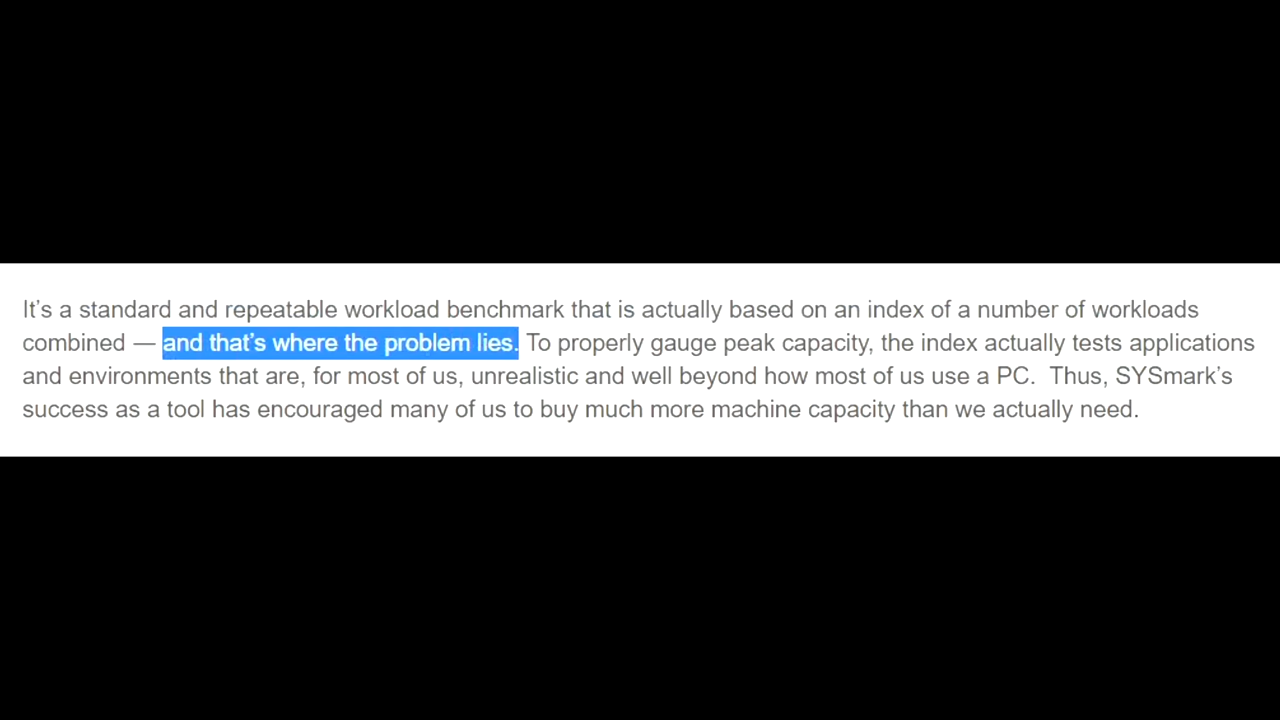 It’s a standard and repeatable workload benchmark that is actually based on an index of a number of workloads
combined — and that’s where the problem lies. To properly gauge peak capacity, the index actually tests applications
and environments that are, for most of us, unrealistic and well beyond how most of us use a PC.  Thus, SYSmark’s
success as a tool has encouraged many of us to buy much more machine capacity than we actually need.